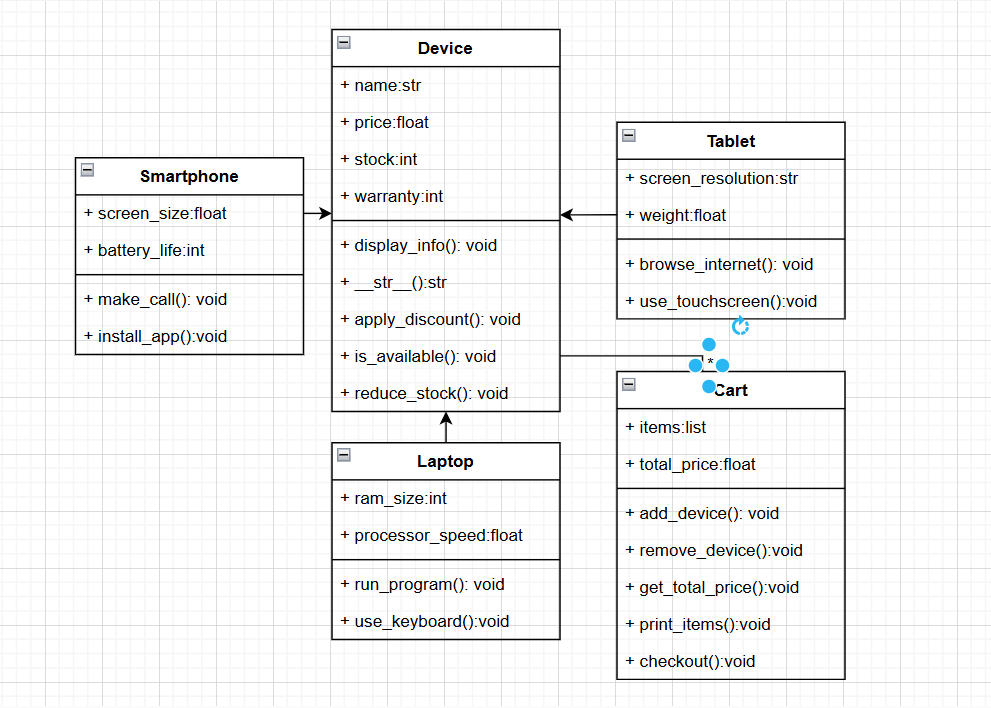 Device
+ name:str
+ price:float
+ stock:int
+ warranty:int
+ display_info(): void
+ __str__():str
+ apply_discount(): void
+ is_available(): void
+ reduce_stock(): void
Smartphone
+ screen_size:float
+ battery_life:int
+ make_call(): void
+ install_app():void
Tablet
+ screen_resolution:str
+ weight:float
+ browse_internet(): void
+ use_touchscreen():void
*
Laptop
+ ram_size:int
+ processor_speed:float
+ run_program(): void
+ use_keyboard():void
Cart
+ items:list
+ total_price:float
+ add_device(): void
+ remove_device():void
+ get_total_price():void
+ print_items():void
+ checkout():void